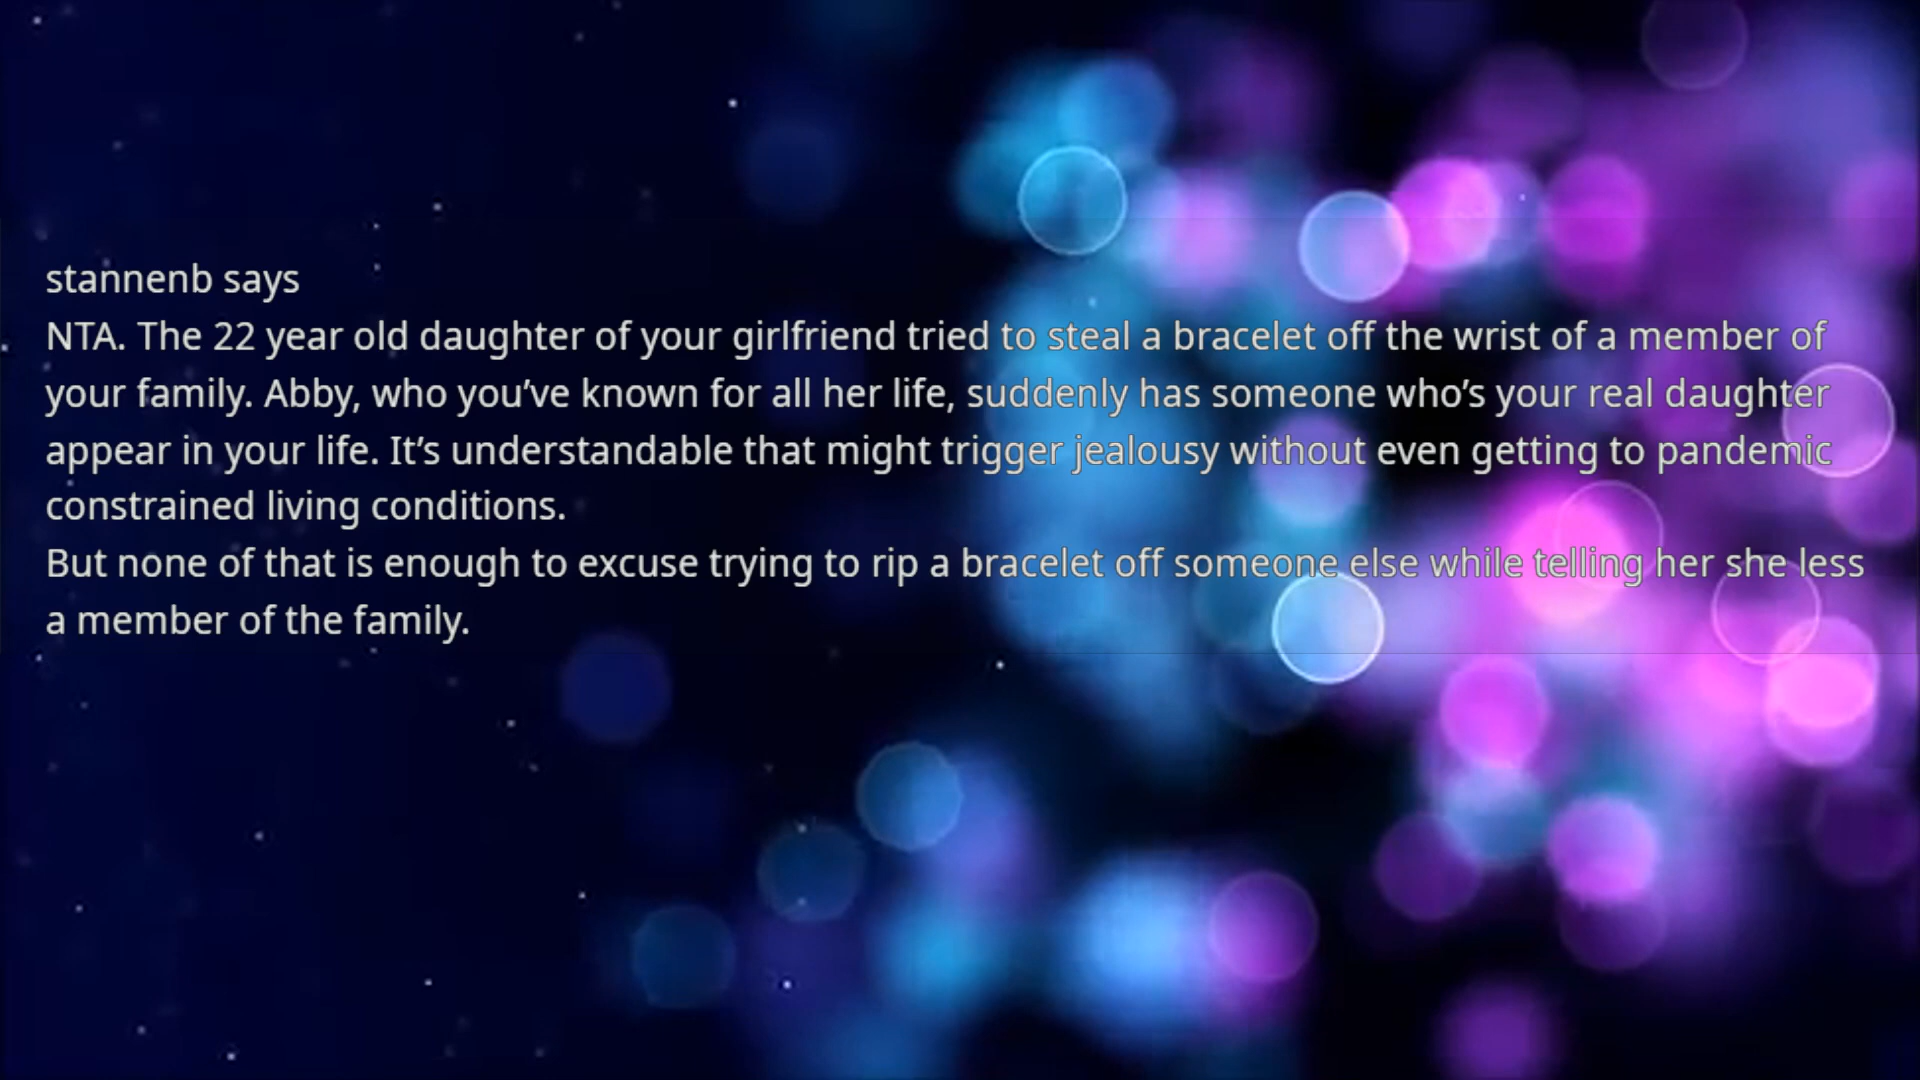 stannenb says
NTA. The 22 year old daughter of your girlfriend tried to steal a bracelet off the wrist of a member of
your family. Abby, who you’ve known for all her life, suddenly has someone who’s your real daughter
appear in your life. It’s understandable that might trigger jealousy without even getting to pandemic
constrained living conditions.
But none of that is enough to excuse trying to rip a bracelet off someone else while telling her she less
a member of the family.